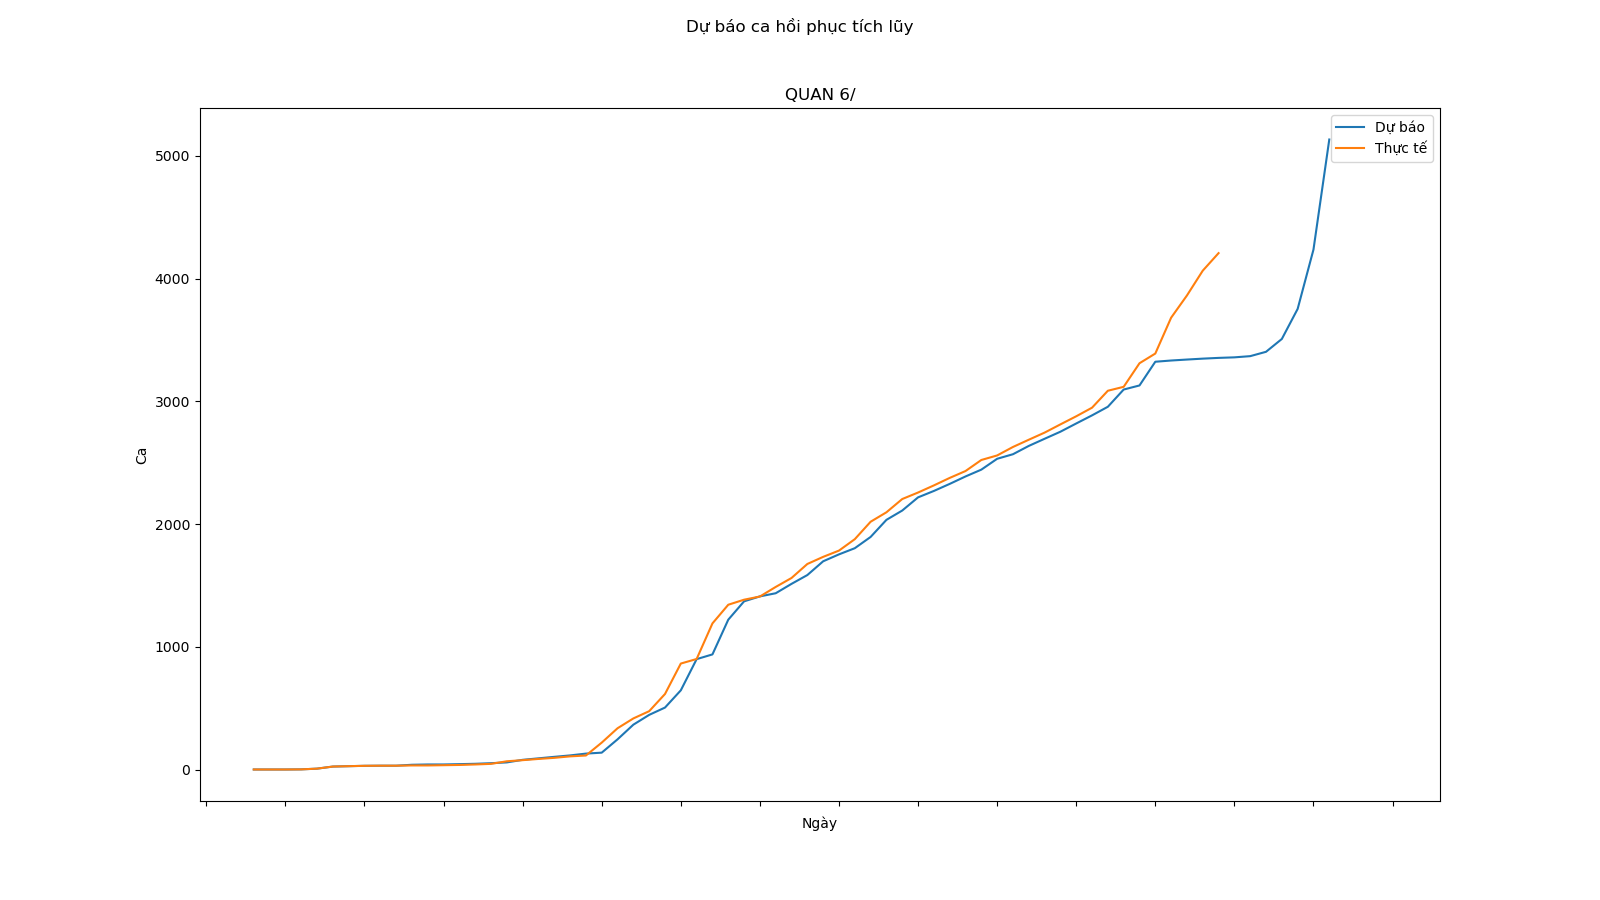 Dự báo ca hồi phục tích lũy
QUAN 6/
Dự báo
Thực tế
5000
4000
3000
2000
1000
0
Ca
Ngày